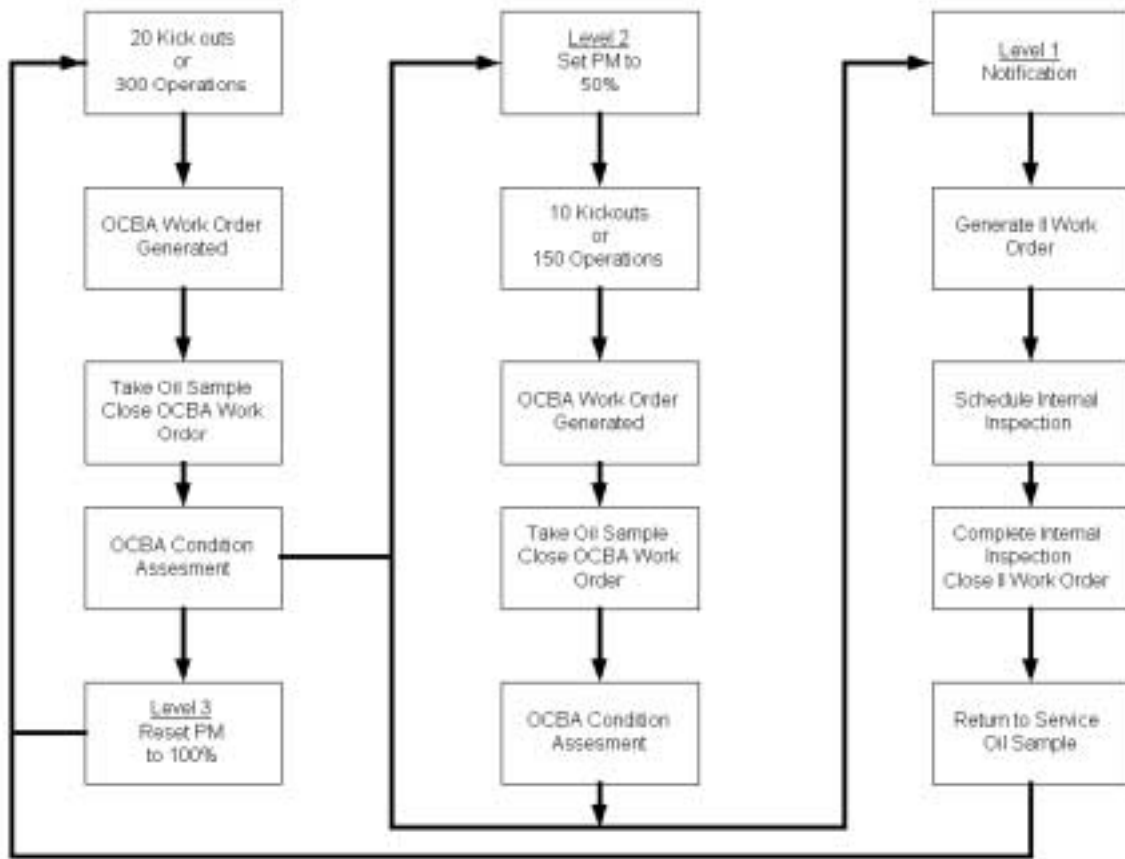 20 Kick outs
or
300 Operations
OCBA Work Order
Generated
Take Oil Sample
Close OCBA Work
Ordor
OCBA Condition
Assesment
Level 3
Reset PM
to 100%
Level 2
Set PM to
50%
10 Kickouts
or
150 Operations
OCBA Work Order
Generated
Take Oil Sample
Close OCBA Work
Order
OCBA Condition
Assesment
Level 1
Notification
Generate II Work
Order
Schedule Internal
Inspection
Complete Internal
Inspection
Close II Work Order
Return to Service
Oil Sample